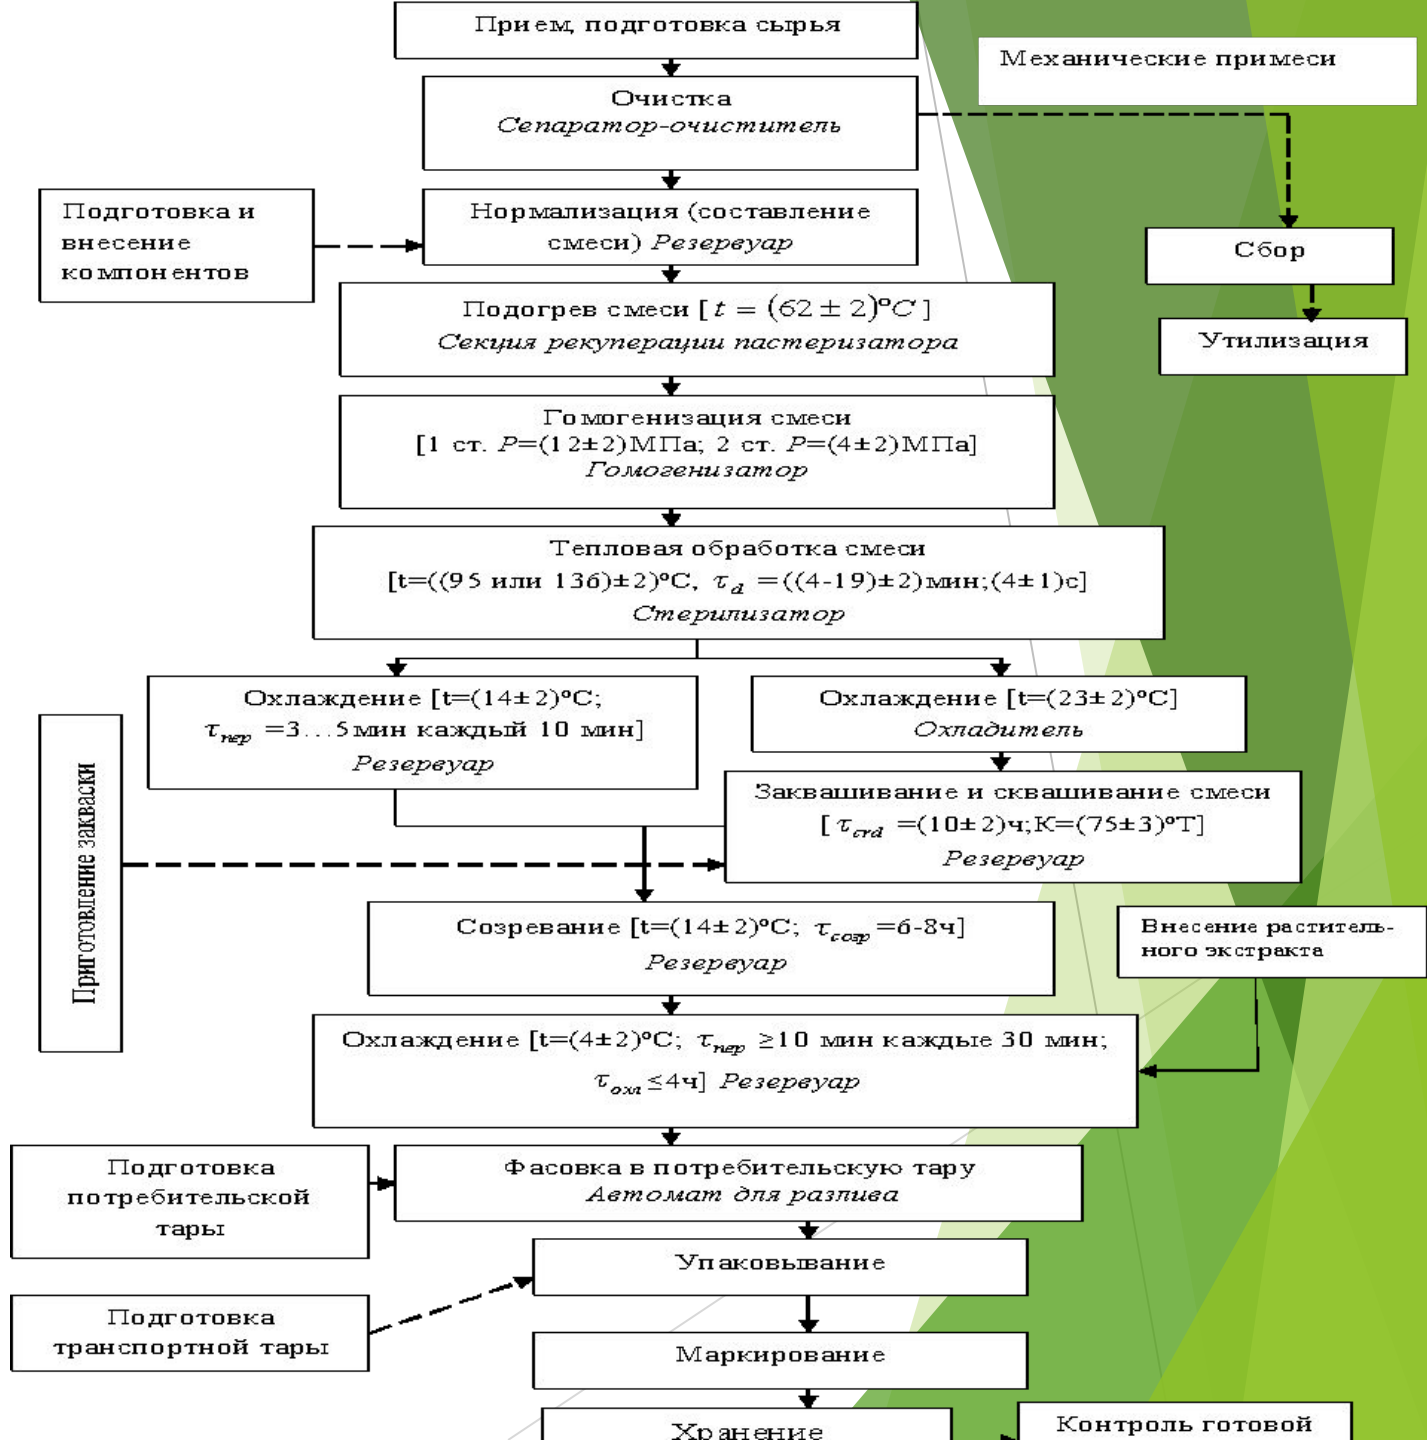 Прием, подготовка сырья
Механические примеси
Очистка
Сепаратор-очиститель
Подготовка и
внесение
компонентов
Нормализация (составление
смеси) Резервуар
Сбор
Утилизация
Подогрев смеси [ t = (62 ± 2)°C ]
Секция рекуперации пастеризатора
Гомогенизация смеси
[1 ст. P=(12±2)МПа; 2 ст. P=(4±2)МПа]
Гомогенизатор
Тепловая обработка смеси
[t=((95 или 136)±2)°C, τd =((4-19)±2)мин;(4±1)с]
Стерилизатор
Охлаждение [t=(14±2)°C;
τпер =3...5мин каждый 10 мин]
Резервуар
Охлаждение [t=(23±2)°C]
Охладитель
Приготовление закваски
Заквашивание и сквашивание смеси
[ τcrd =(10±2)ч;К=(75±3)°Т]
Резервуар
Созревание [t=(14±2)°C; τсозр =6-8ч]
Резервуар
Внесение раститель-
ного экстракта
Охлаждение [t=(4±2)°C; τпер ≥10 мин каждые 30 мин;
τохл ≤4ч] Резервуар
Подготовка
потребительской
тары
Фасовка в потребительскую тару
Автомат для разлива
Упаковывание
Подготовка
транспортной тары
Маркирование
Хранение
Контроль готовой